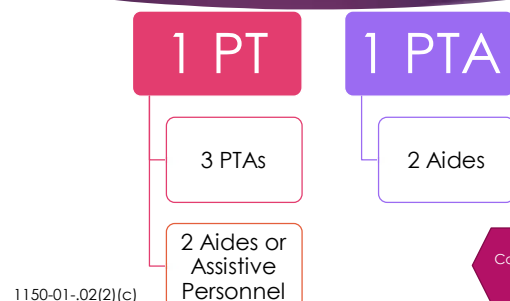 1 PT
1 PTA
3 PTAs
2 Aides
2 Aides or
Assistive
Personnel
1150-01-.02(2)(c)